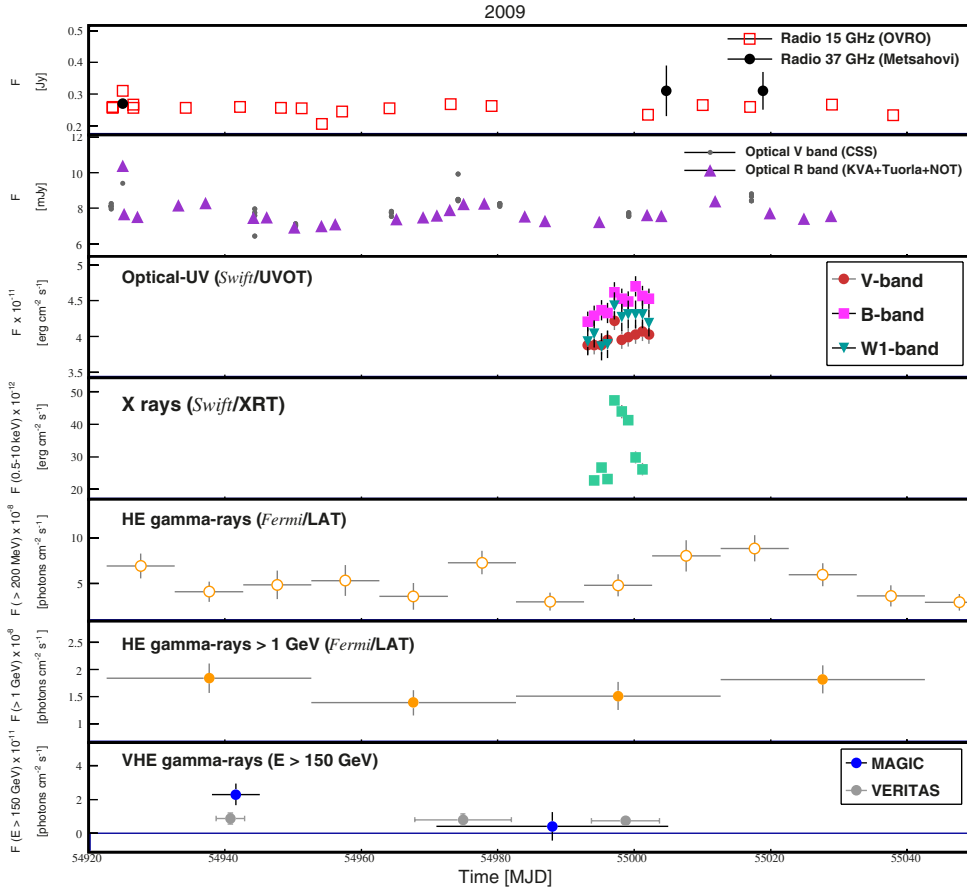 2009
F [Jy]
0.5
0.4
0.3
0.2
Radio 15 GHz (OVRO)
Radio 37 GHz (Metsahovi)
F [mJy]
12
10
8
6
Optical V band (CSS)
Optical R band (KVA+Tuorla+NOT)
F x 10-11
[erg cm-2 s-1]
5
4.5
4
3.5
Optical-UV (Swift/UVOT)
V-band
B-band
W1-band
F (0.5-10 keV) x 10-12
[erg cm-2 s-1]
50
40
30
20
X rays (Swift/XRT)
F ( > 200 MeV) x 10-8
[photons cm-2 s-1]
10
5
HE gamma-rays (Fermi/LAT)
F (> 1 GeV) x 10-8
[photons cm-2 s-1]
2.5
2
1.5
1
HE gamma-rays > 1 GeV (Fermi/LAT)
F (E > 150 GeV) x 10-11
[photons cm-2 s-1]
4
2
0
VHE gamma-rays (E > 150 GeV)
MAGIC
VERITAS
54920
54940
54960
54980
55000
55020
55040
Time [MJD]